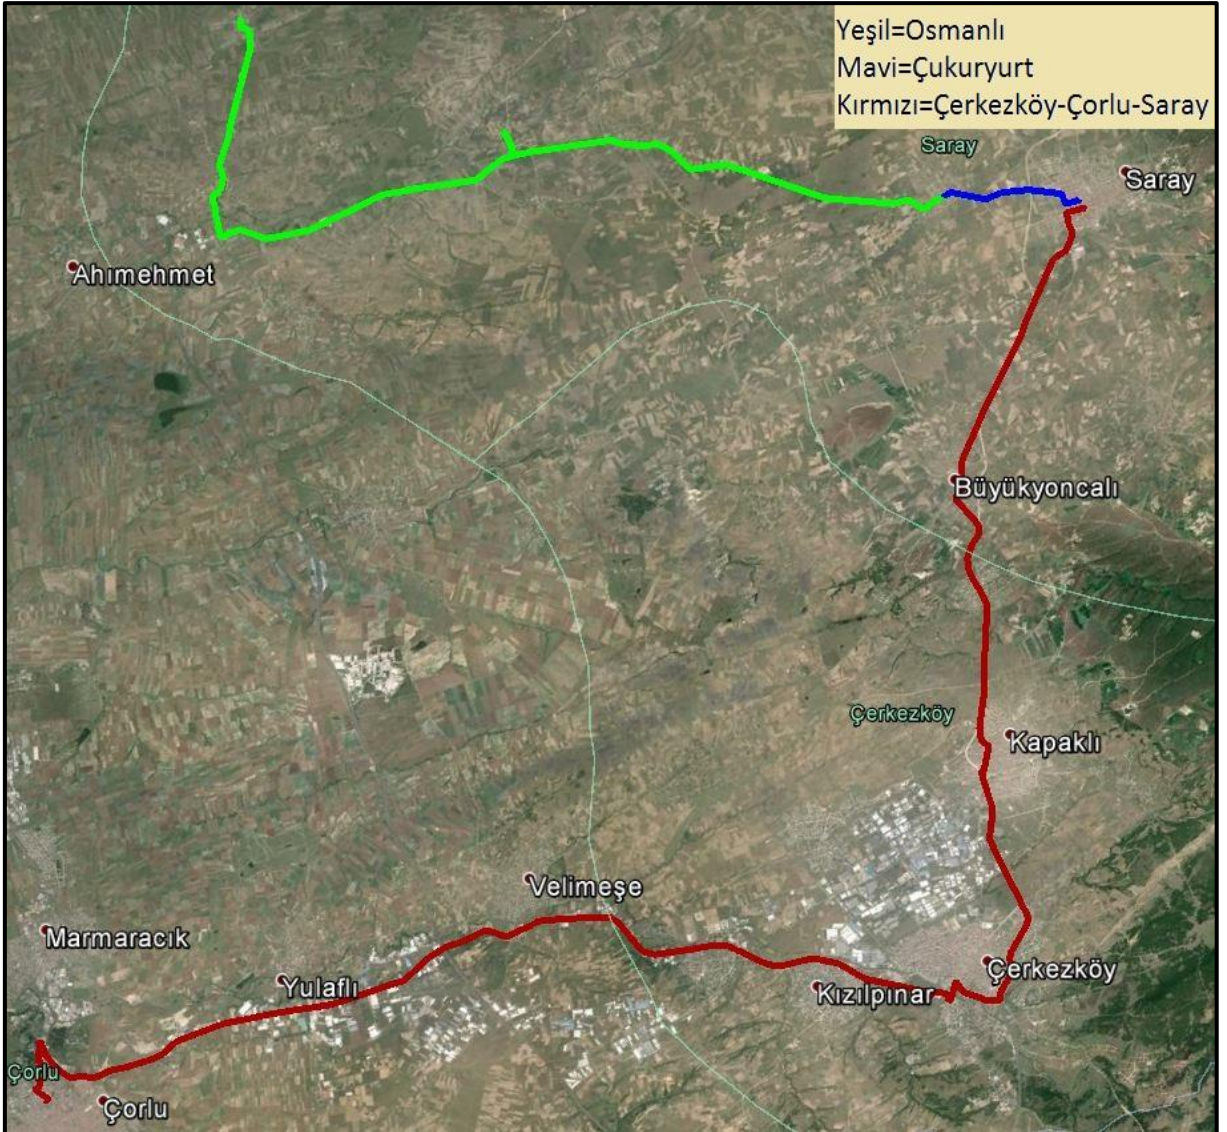 Yeşil=Osmanlı
Mavi=Çukuryurt
Kırmızı=Çerkezköy-Çorlu-Saray
Saray
Saray
Ahımehmet
Büyükyoncalı
Çerkezköy
Kapaklı
Velimeşe
Marmaracık
Çerkezköy
Yulaflı
Kızılpınar
Çorlu
Çorlu